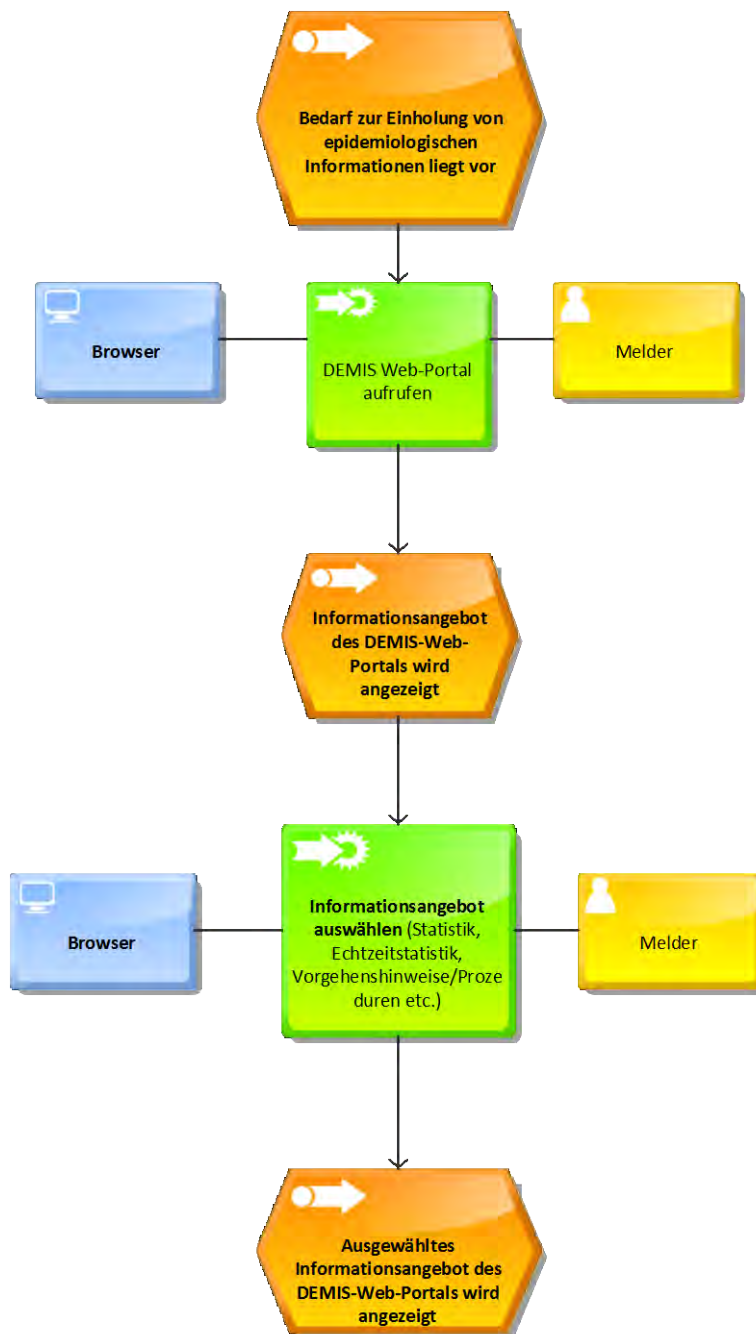 Bedarf zur Einholung von
epidemiologischen
Informationen liegt vor
Browser
DEMIS Web-Portal
aufrufen
Melder
Informationsangebot
des DEMIS-Web-
Portals wird
angezeigt
Browser
Informationsangebot
auswählen (Statistik,
Echtzeitstatistik,
Vorgehenshinweise/Proze
duren etc.)
Melder
Ausgewähltes
Informationsangebot des
DEMIS-Web-Portals wird
angezeigt